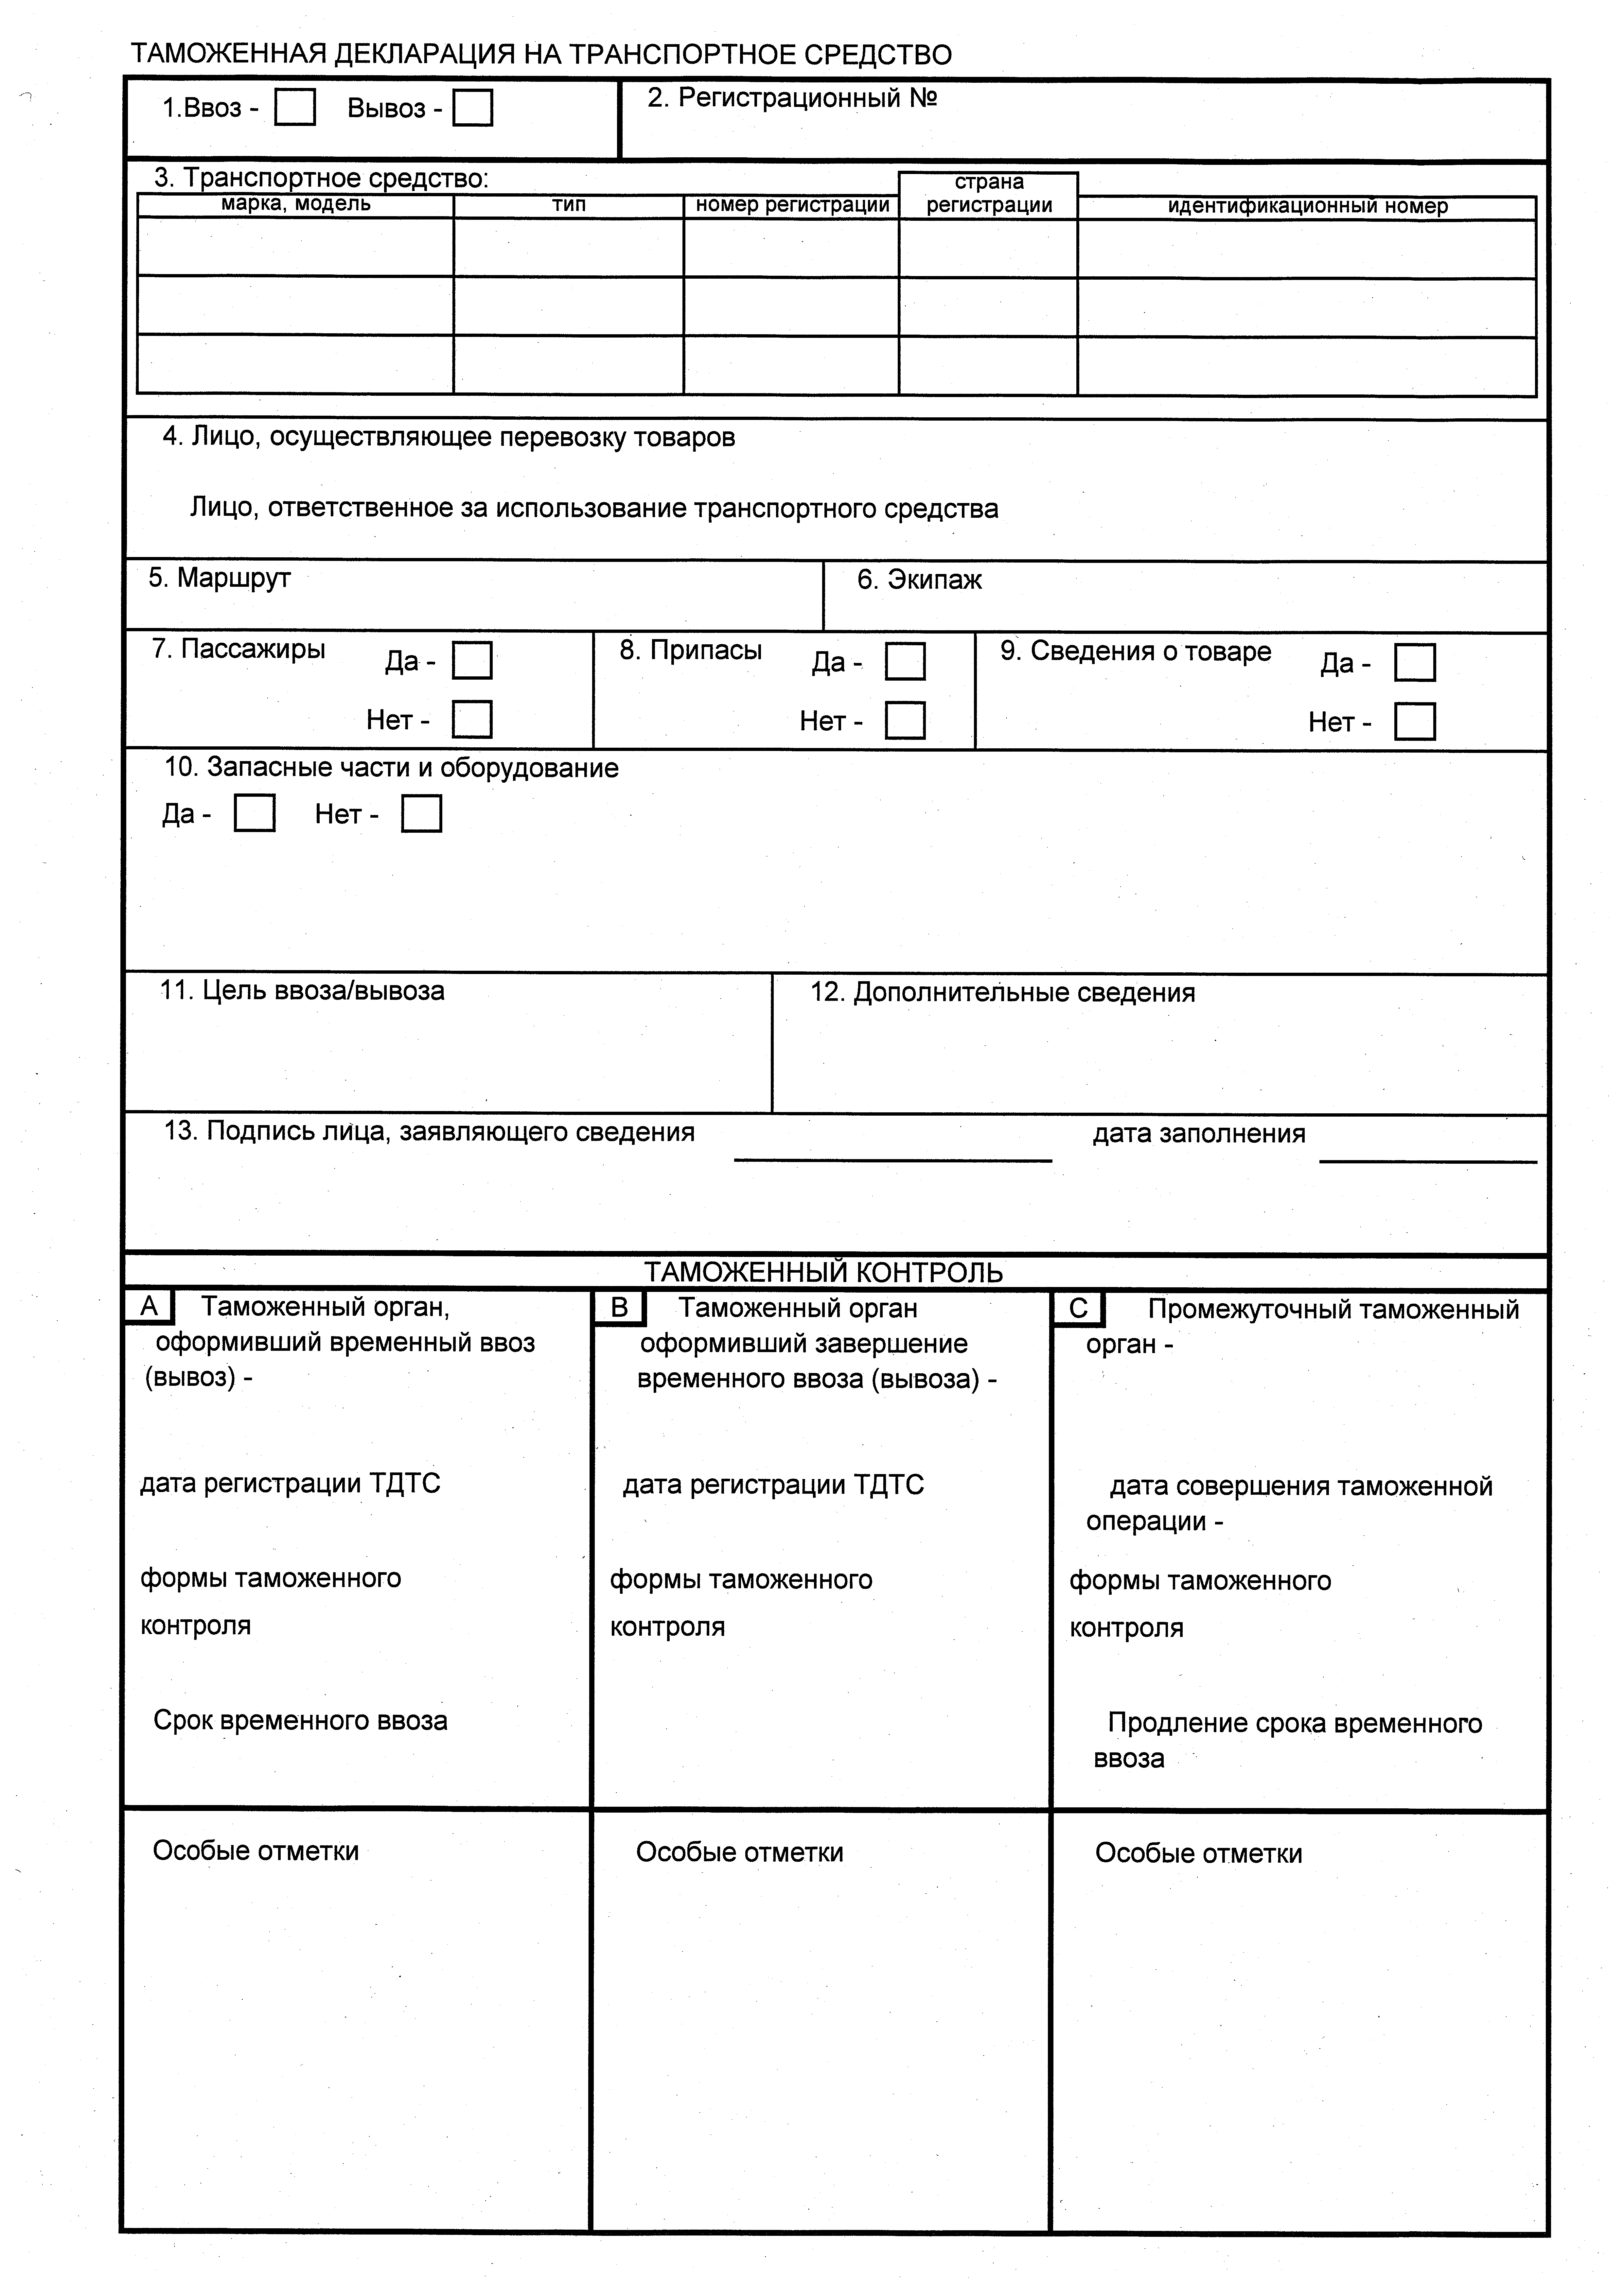 ТАМОЖЕННАЯ ДЕКЛАРАЦИЯ НА ТРАНСПОРТНОЕ СРЕДСТВО
1.Ввоз - Вывоз -
2. Регистрационный №
3. Транспортное средство:
марка, модель
тип
номер регистрации
страна
регистрации
идентификационный номер
4. Лицо, осуществляющее перевозку товаров
Лицо, ответственное за использование транспортного средства
5. Маршрут
6. Экипаж
7. Пассажиры Да -
Нет -
8. Припасы Да -
Нет -
9. Сведения о товаре Да -
Нет -
10. Запасные части и оборудование
Да - Нет -
11. Цель ввоза/вывоза
12. Дополнительные сведения
13. Подпись лица, заявляющего сведения дата заполнения
ТАМОЖЕННЫЙ КОНТРОЛЬ
A Таможенный орган,
оформивший временный ввоз
(вывоз) -
дата регистрации ТДТС
формы таможенного
контроля
Срок временного ввоза
Особые отметки
B Таможенный орган
оформивший завершение
временного ввоза (вывоза) -
дата регистрации ТДТС
формы таможенного
контроля
Особые отметки
C Промежуточный таможенный
орган -
дата совершения таможенной
операции -
формы таможенного
контроля
Продление срока временного
ввоза
Особые отметки